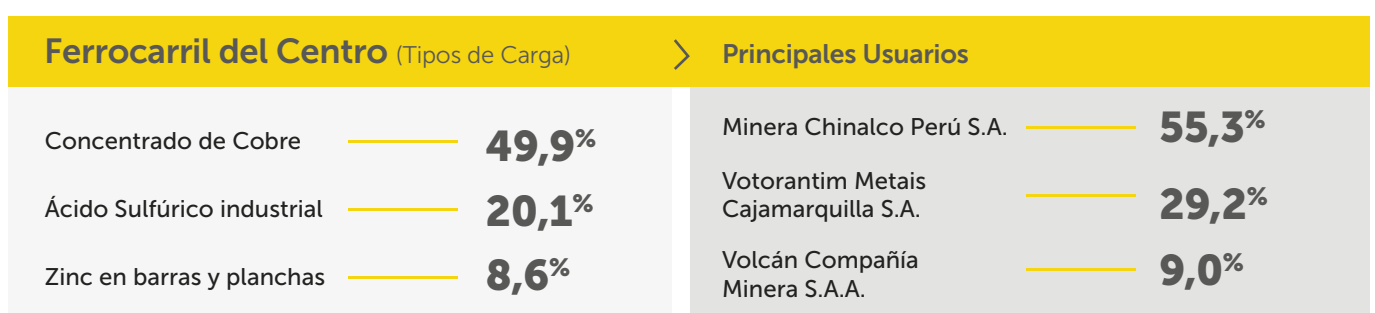 Ferrocarril del Centro (Tipos de Carga)
Concentrado de Cobre 49,9%
Ácido Sulfúrico industrial 20,1%
Zinc en barras y planchas 8,6%
Principales Usuarios
Minera Chinalco Perú S.A. 55,3%
Votorantim Metais
Cajamarquilla S.A. 29,2%
Volcán Compañía
Minera S.A.A. 9,0%